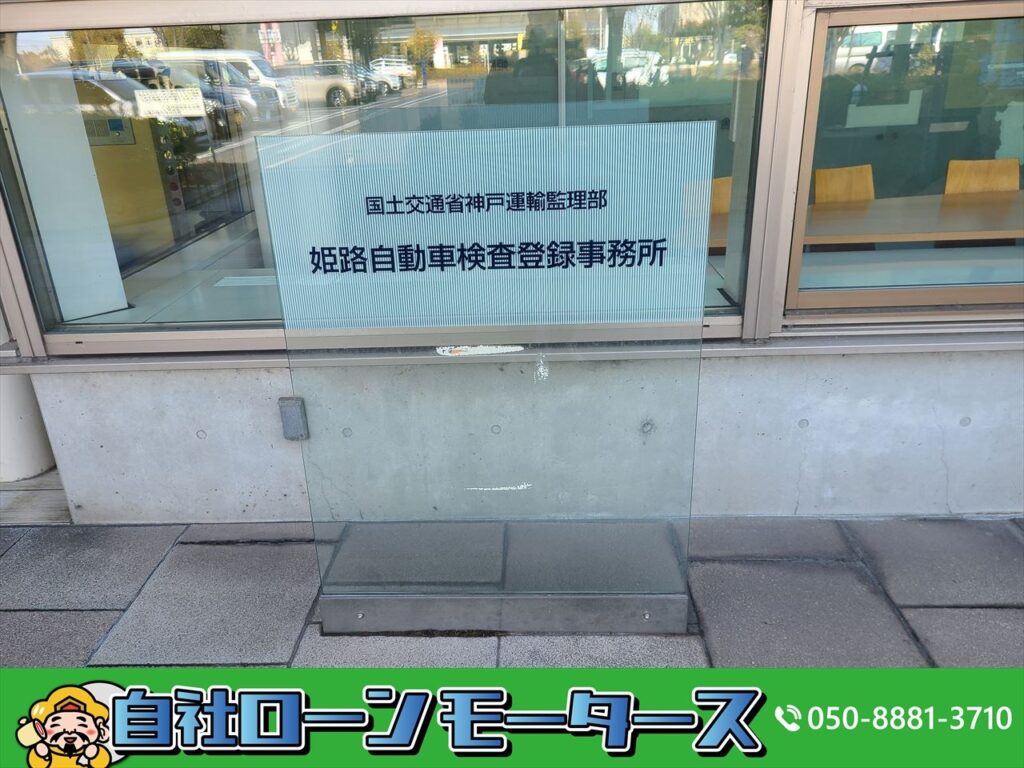 国土交通省神戸運輸監理部
姫路自動車検査登録事務所
自社ローンモータース
050-8881-3710